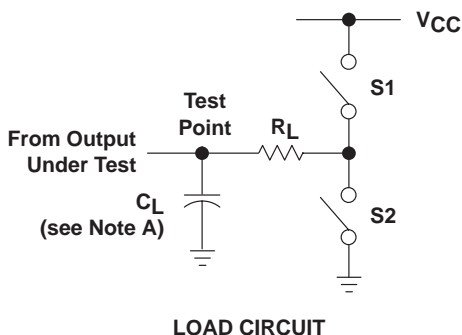 VCC
S1
Test
Point
RL
From Output
Under Test
CL
(see Note A)
S2
LOAD CIRCUIT